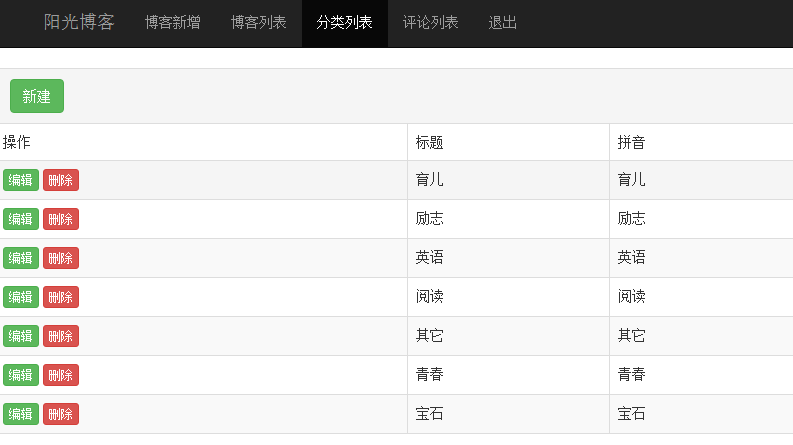 阳光博客 博客新增 博客列表 分类列表 评论列表 退出
新建
操作 标题 拼音
编辑 删除 育儿 育儿
编辑 删除 励志 励志
编辑 删除 英语 英语
编辑 删除 阅读 阅读
编辑 删除 其它 其它
编辑 删除 青春 青春
编辑 删除 宝石 宝石